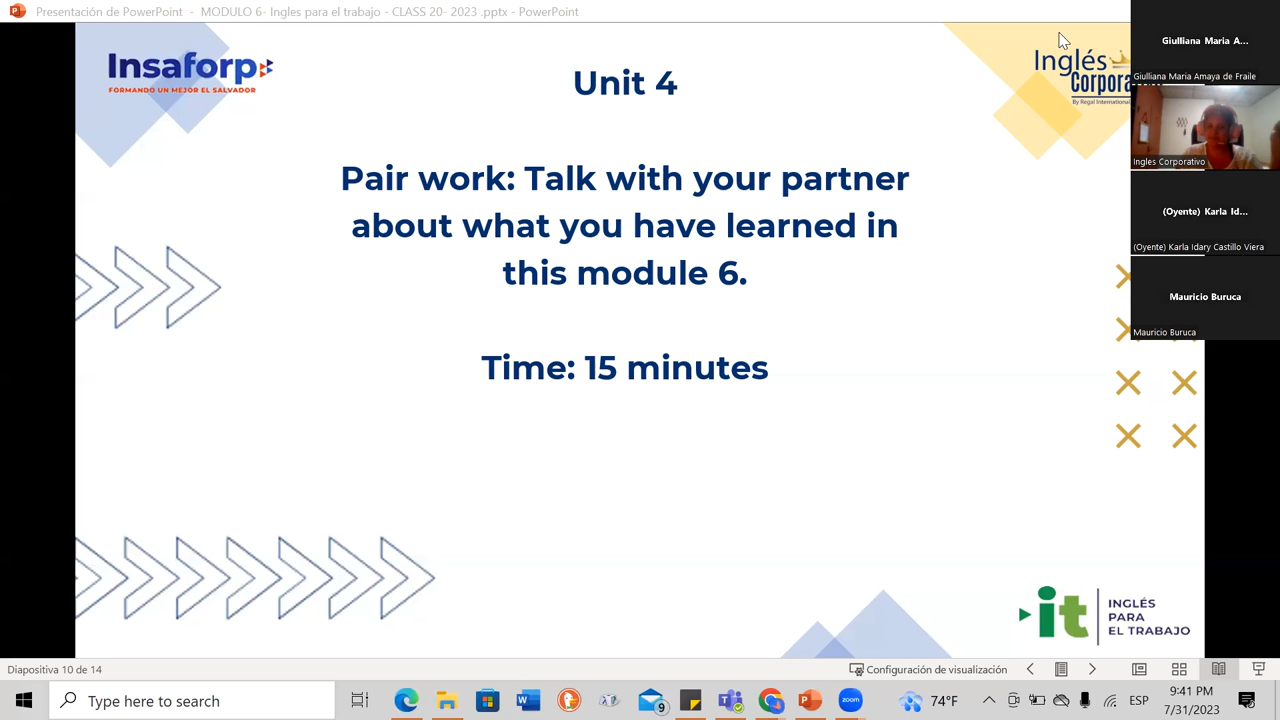 Presentación de PowerPoint - MODULO 6- Ingles para el trabajo - CLASS 20- 2023 .pptx - PowerPoint
Insaforp
FORMANDO UN MEJOR EL SALVADOR
Unit 4
Inglés
Corpora
By Regal International
Giulliana Maria A...
Giulliana Maria Amaya de Fraile
Ingles Corporativo
(Oyente) Karla Id...
(Oyente) Karla Idary Castillo Viera
Mauricio Buruca
Mauricio Buruca
Pair work: Talk with your partner
about what you have learned in
this module 6.
Time: 15 minutes
it
INGLÉS
PARA
EL TRABAJO
Diapositiva 10 de 14
Configuración de visualización
Type here to search
9
74°F
ESP
9:41 PM
7/31/2023